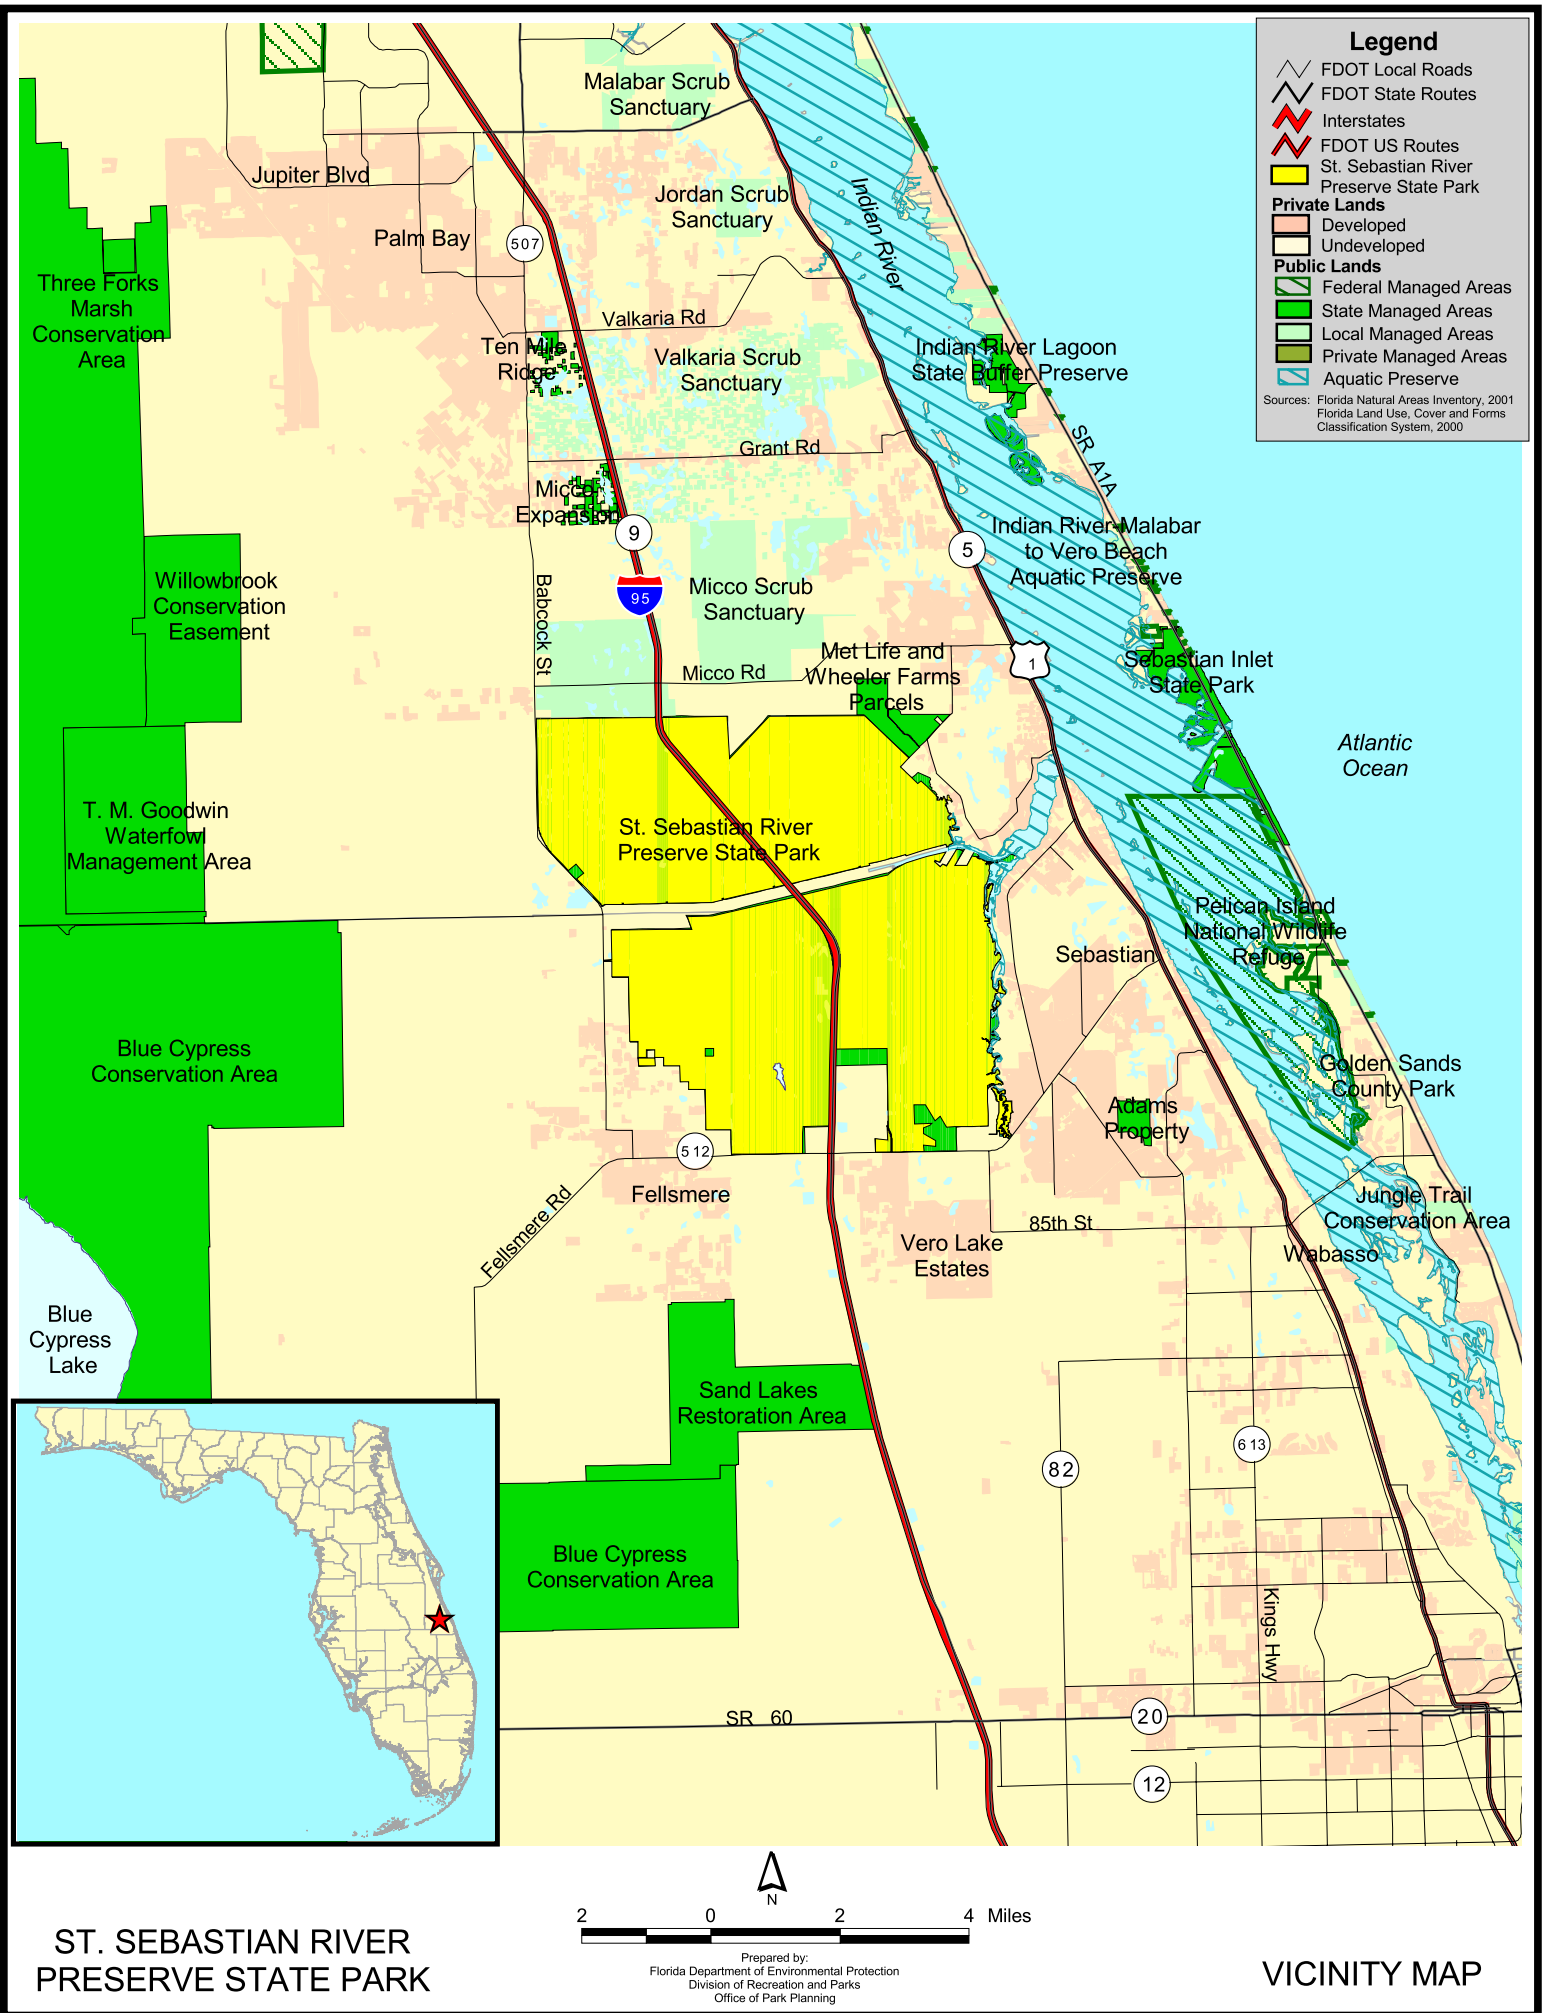 Legend
FDOT Local Roads
FDOT State Routes
Interstates
FDOT US Routes
St. Sebastian River
Preserve State Park
Private Lands
Developed
Undeveloped
Public Lands
Federal Managed Areas
State Managed Areas
Local Managed Areas
Private Managed Areas
Aquatic Preserve
Sources: Florida Natural Areas Inventory, 2001
Florida Land Use, Cover and Forms
Classification System, 2000
Malabar Scrub
Sanctuary
Jupiter Blvd
Jordan Scrub
Sanctuary
Indian River
Palm Bay
507
Three Forks
Marsh
Conservation
Area
Valkaria Rd
Ten Mile
Ridge
Valkaria Scrub
Sanctuary
Indian River Lagoon
State Buffer Preserve
SR A1A
Grant Rd
Micco
Expansion
9
5
Indian River-Malabar
to Vero Beach
Aquatic Preserve
Willowbrook
Conservation
Easement
Babcock St
95
Micco Scrub
Sanctuary
Met Life and
Wheeler Farms
Parcels
1
Sebastian Inlet
State Park
Micco Rd
Atlantic
Ocean
T. M. Goodwin
Waterfowl
Management Area
St. Sebastian River
Preserve State Park
Pelican Island
National Wildlife
Refuge
Sebastian
Blue Cypress
Conservation Area
Golden Sands
County Park
Adams
Property
512
Fellsmere
Fellsmere Rd
Jungle Trail
Conservation Area
85th St
Vero Lake
Estates
Wabasso
Blue
Cypress
Lake
Sand Lakes
Restoration Area
613
82
Blue Cypress
Conservation Area
Kings Hwy
SR 60
20
12
N
2 0 2 4 Miles
Prepared by:
Florida Department of Environmental Protection
Division of Recreation and Parks
Office of Park Planning
ST. SEBASTIAN RIVER
PRESERVE STATE PARK
VICINITY MAP